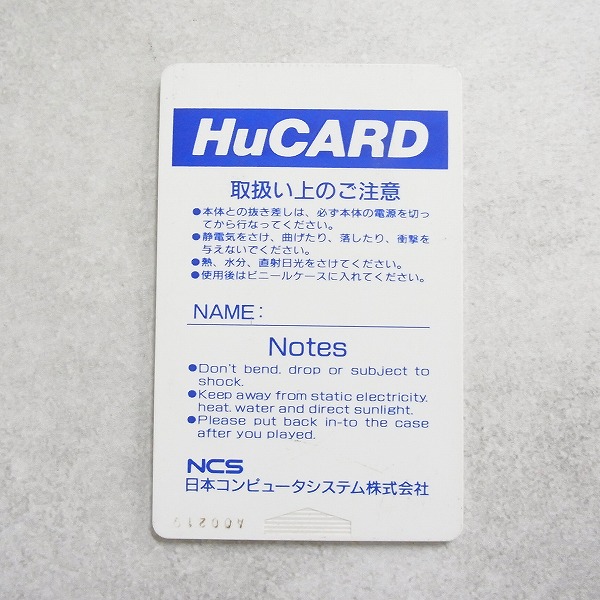 HuCARD
取扱い上のご注意
●本体との抜き差しは、必ず本体の電源を切っ
てから行なってください。
●静電気をさけ、曲げたり、落したり、衝撃を
与えないでください。
●熱、水分、直射日光をさけてください。
●使用後はビニールケースに入れてください。
NAME:
Notes
●Don't bend, drop or subject to
shock.
●Keep away from static electricity,
heat, water and direct sunlight.
●Please put back in-to the case
after you played.
NCS
日本コンピュータシステム株式会社